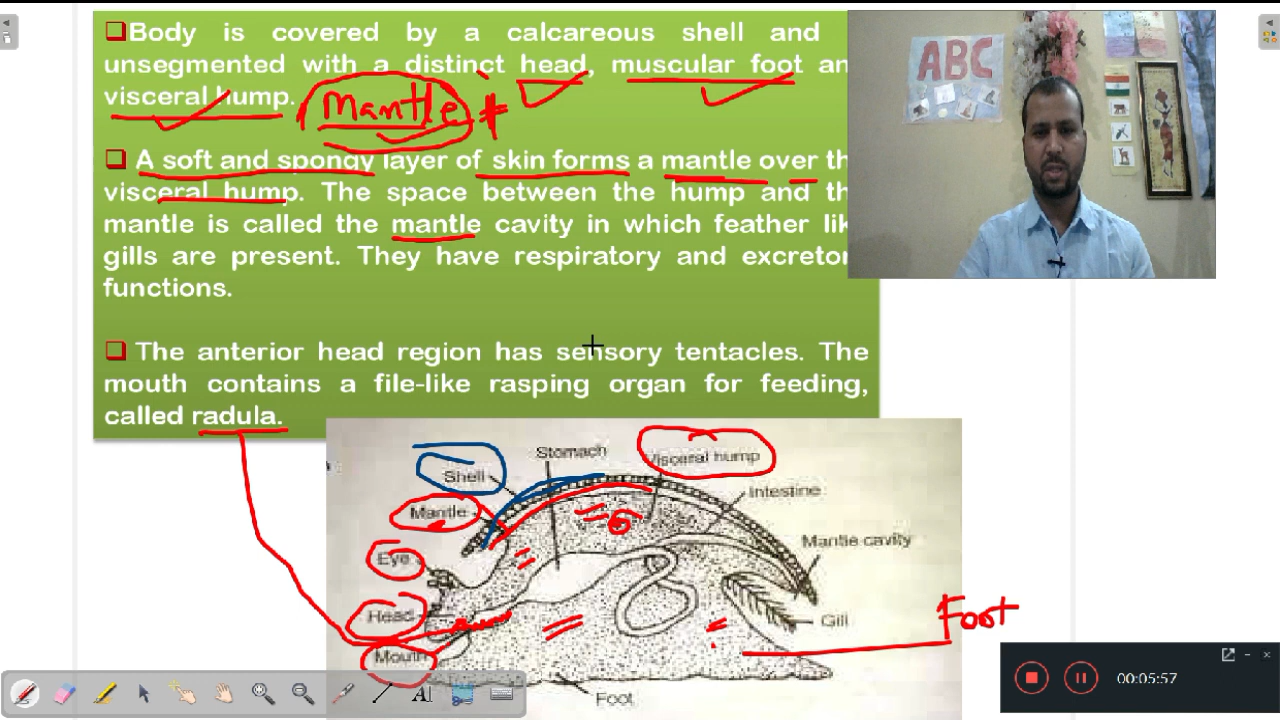 Body is covered by a calcareous shell and
unsegmented with a distinct head, muscular foot an
visceral hump. Mantle
A soft and spongy layer of skin forms a mantle over th
visceral hump. The space between the hump and th
mantle is called the mantle cavity in which feather lik
gills are present. They have respiratory and excretor
functions.
The anterior head region has sensory tentacles. The
mouth contains a file-like rasping organ for feeding,
called radula.
ABC
Stomach
Visceral hump
Shell
Intestine
Mantle
Mantle cavity
Eye
Head
Foot
Gill
Mouth
Foot
A
00:05:57